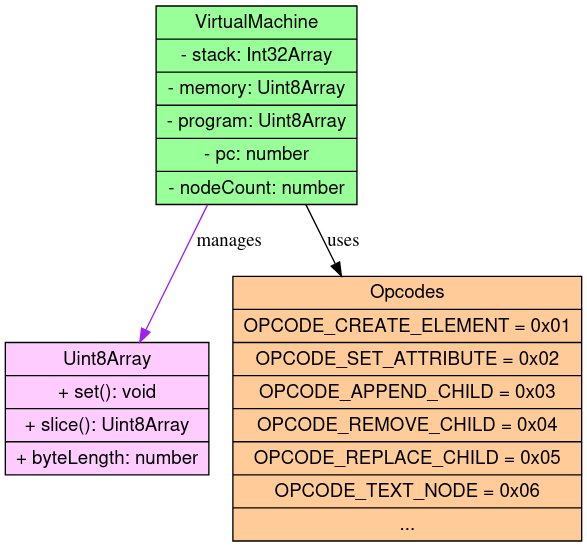 VirtualMachine
- stack: Int32Array
- memory: Uint8Array
- program: Uint8Array
- pc: number
- nodeCount: number
manages
uses
Opcodes
OPCODE_CREATE_ELEMENT = 0x01
OPCODE_SET_ATTRIBUTE = 0x02
OPCODE_APPEND_CHILD = 0x03
OPCODE_REMOVE_CHILD = 0x04
OPCODE_REPLACE_CHILD = 0x05
OPCODE_TEXT_NODE = 0x06
...
Uint8Array
+ set(): void
+ slice(): Uint8Array
+ byteLength: number